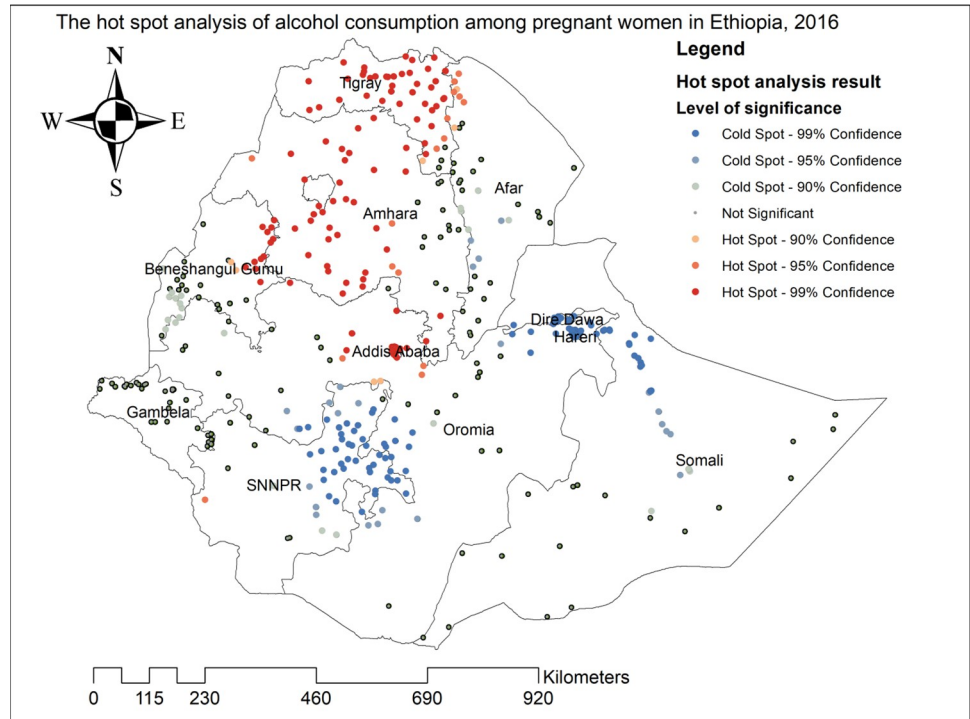 The hot spot analysis of alcohol consumption among pregnant women in Ethiopia, 2016
N
W
E
S
Legend
Hot spot analysis result
Level of significance
Cold Spot - 99% Confidence
Cold Spot - 95% Confidence
Cold Spot - 90% Confidence
Not Significant
Hot Spot - 90% Confidence
Hot Spot - 95% Confidence
Hot Spot - 99% Confidence
Tigray
Afar
Amhara
Beneshangul Gumu
Dire Dawa
Harerr
Addis Ababa
Gambela
Oromia
Somali
SNNPR
Kilometers
0 115 230 460 690 920